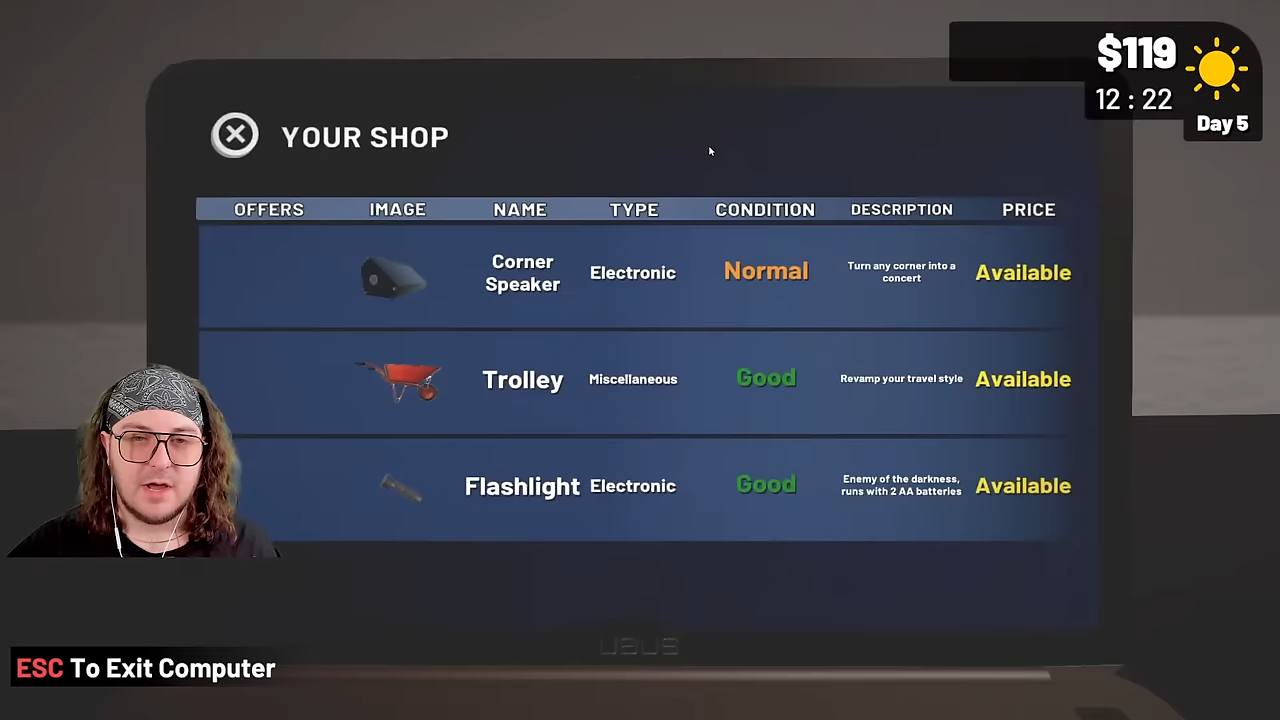 $119
12 : 22
Day 5
YOUR SHOP
OFFERS IMAGE NAME TYPE CONDITION DESCRIPTION PRICE
Corner
Speaker
Electronic
Normal
Turn any corner into a
concert
Available
Trolley
Miscellaneous
Good
Revamp your travel style
Available
Flashlight
Electronic
Good
Enemy of the darkness,
runs with 2 AA batteries
Available
ESC To Exit Computer